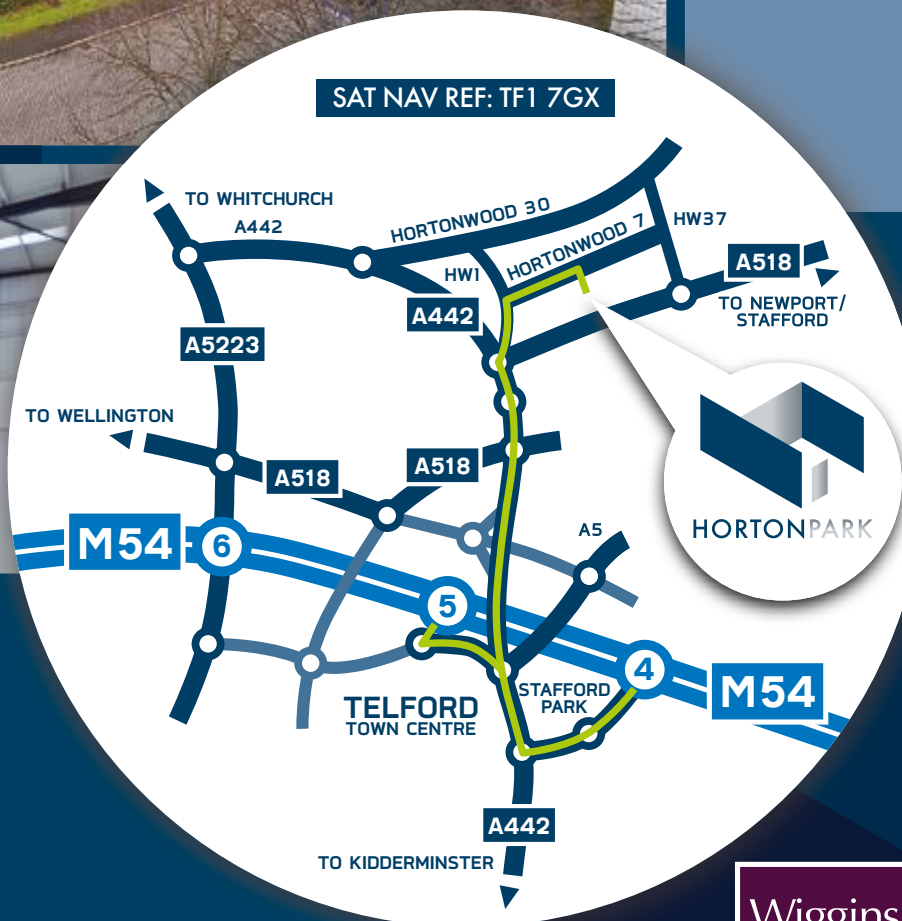 SAT NAV REF: TF1 7GX
TO WHITCHURCH
A442
HORTONWOOD 30
HW1
HORTONWOOD 7
HW37
A518
TO NEWPORT/
STAFFORD
A442
A5223
TO WELLINGTON
A518
A518
HORTONPARK
M54
6
A5
5
4
M54
STAFFORD
PARK
TELFORD
TOWN CENTRE
A442
TO KIDDERMINSTER
Wiggins